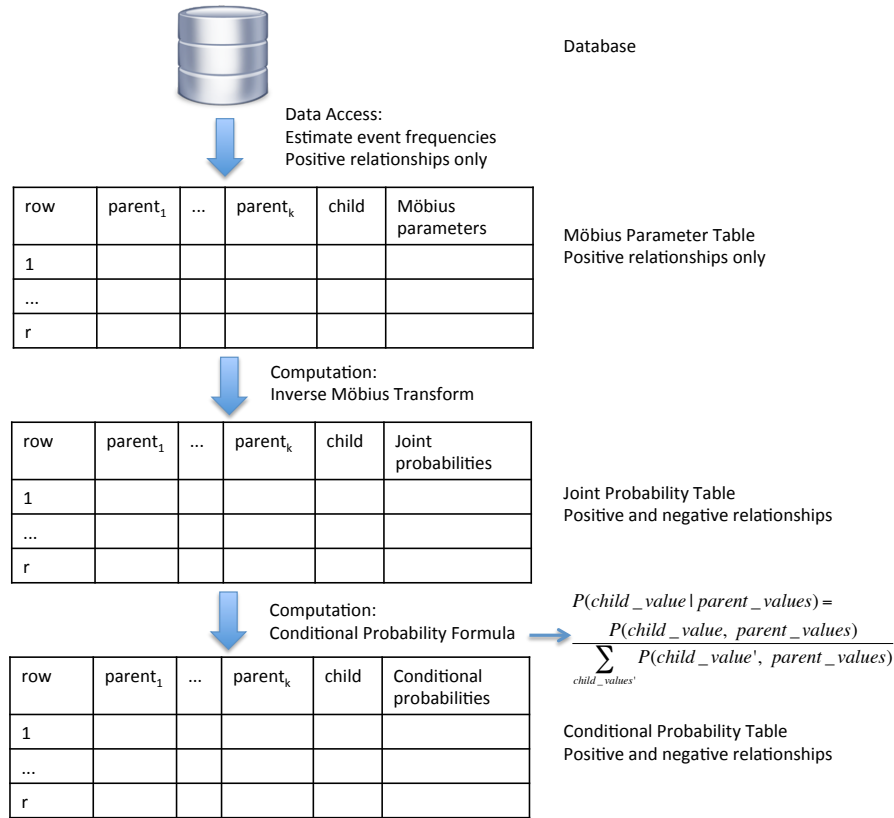 Database
Data Access:
Estimate event frequencies
Positive relationships only
row parent1 ... parentk child Möbius parameters
1
...
r
Möbius Parameter Table
Positive relationships only
Computation:
Inverse Möbius Transform
row parent1 ... parentk child Joint probabilities
1
...
r
Joint Probability Table
Positive and negative relationships
Computation:
Conditional Probability Formula
P(child_value | parent_values) =
P(child_value, parent_values)
∑ P(child_value', parent_values)
child_values'
row parent1 ... parentk child Conditional probabilities
1
...
r
Conditional Probability Table
Positive and negative relationships